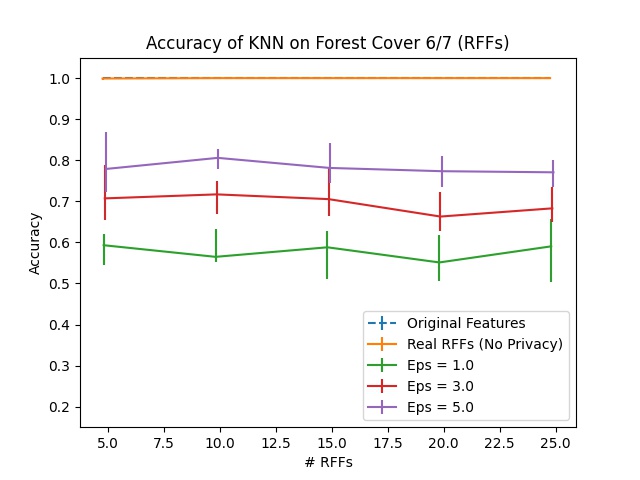 Accuracy of KNN on Forest Cover 6/7 (RFFs)
1.0
0.9
0.8
0.7
0.6
0.5
0.4
0.3
0.2
Accuracy
Original Features
Real RFFs (No Privacy)
Eps = 1.0
Eps = 3.0
Eps = 5.0
5.0 7.5 10.0 12.5 15.0 17.5 20.0 22.5 25.0
# RFFs